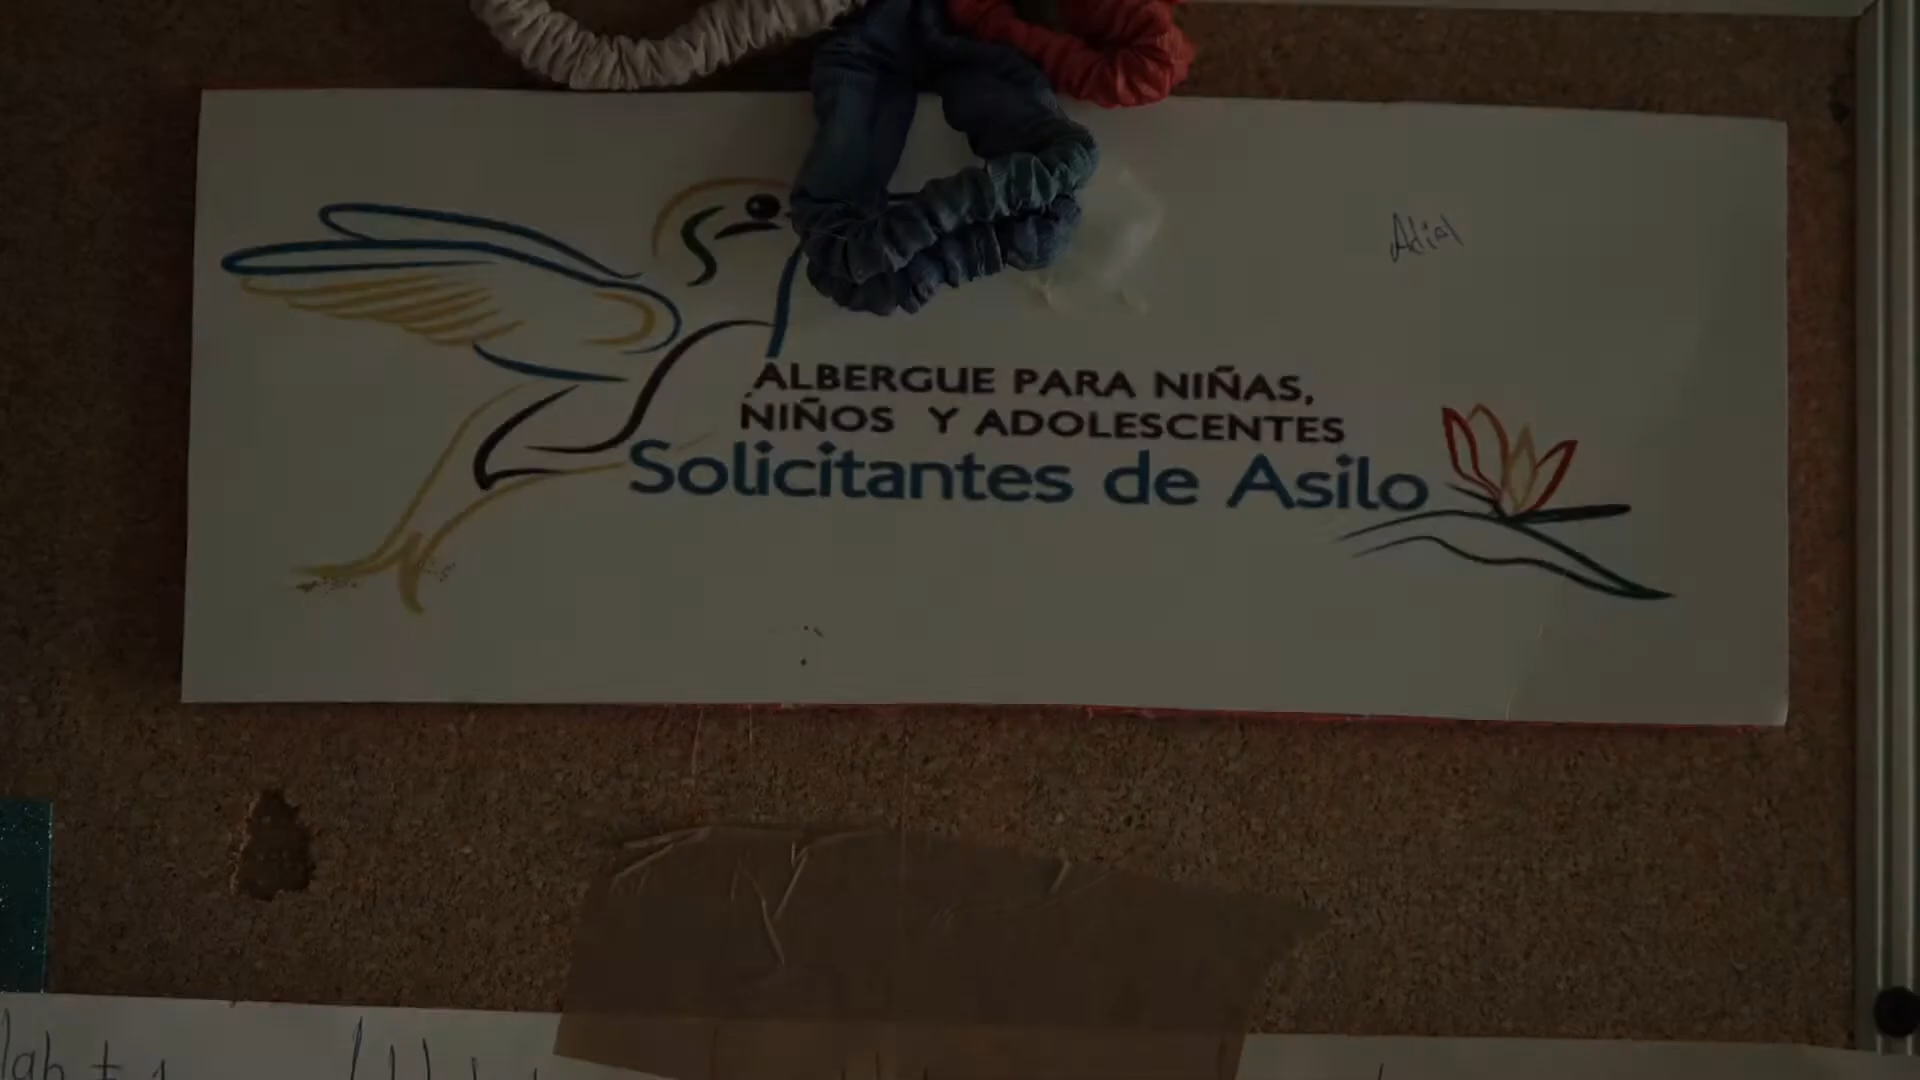 ALBERGUE PARA NIÑAS,
NIÑOS Y ADOLESCENTES
Solicitantes de Asilo